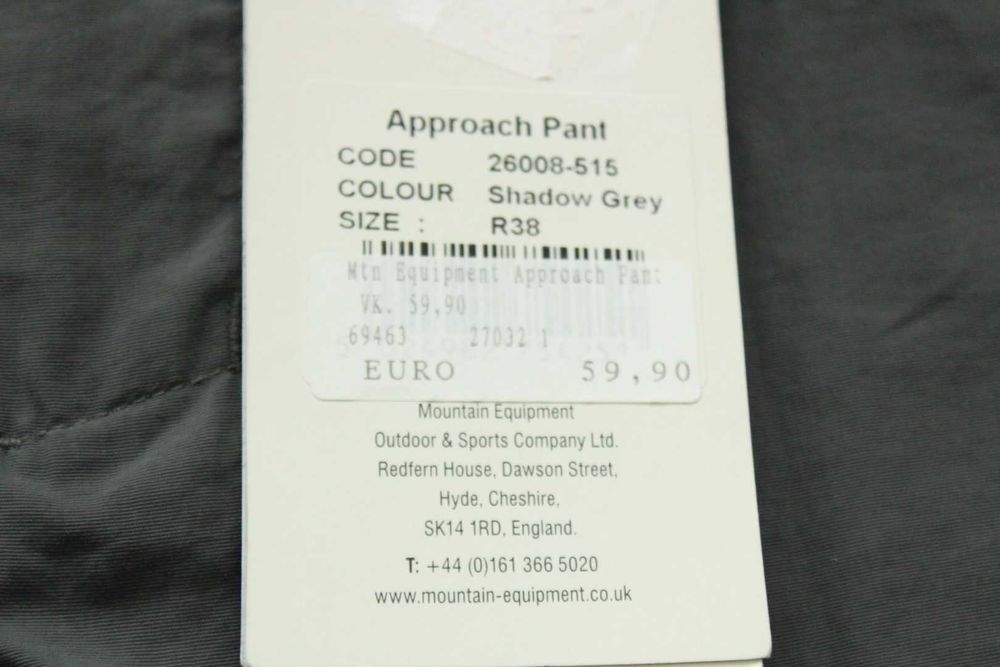 Approach Pant
CODE 26008-515
COLOUR Shadow Grey
SIZE : R38
Mtn Equipment Approach Pant
VK. 59,90
69463 27032 1
EURO 59,90
Mountain Equipment
Outdoor & Sports Company Ltd.
Redfern House, Dawson Street,
Hyde, Cheshire,
SK14 1RD, England.
T: +44 (0)161 366 5020
www.mountain-equipment.co.uk